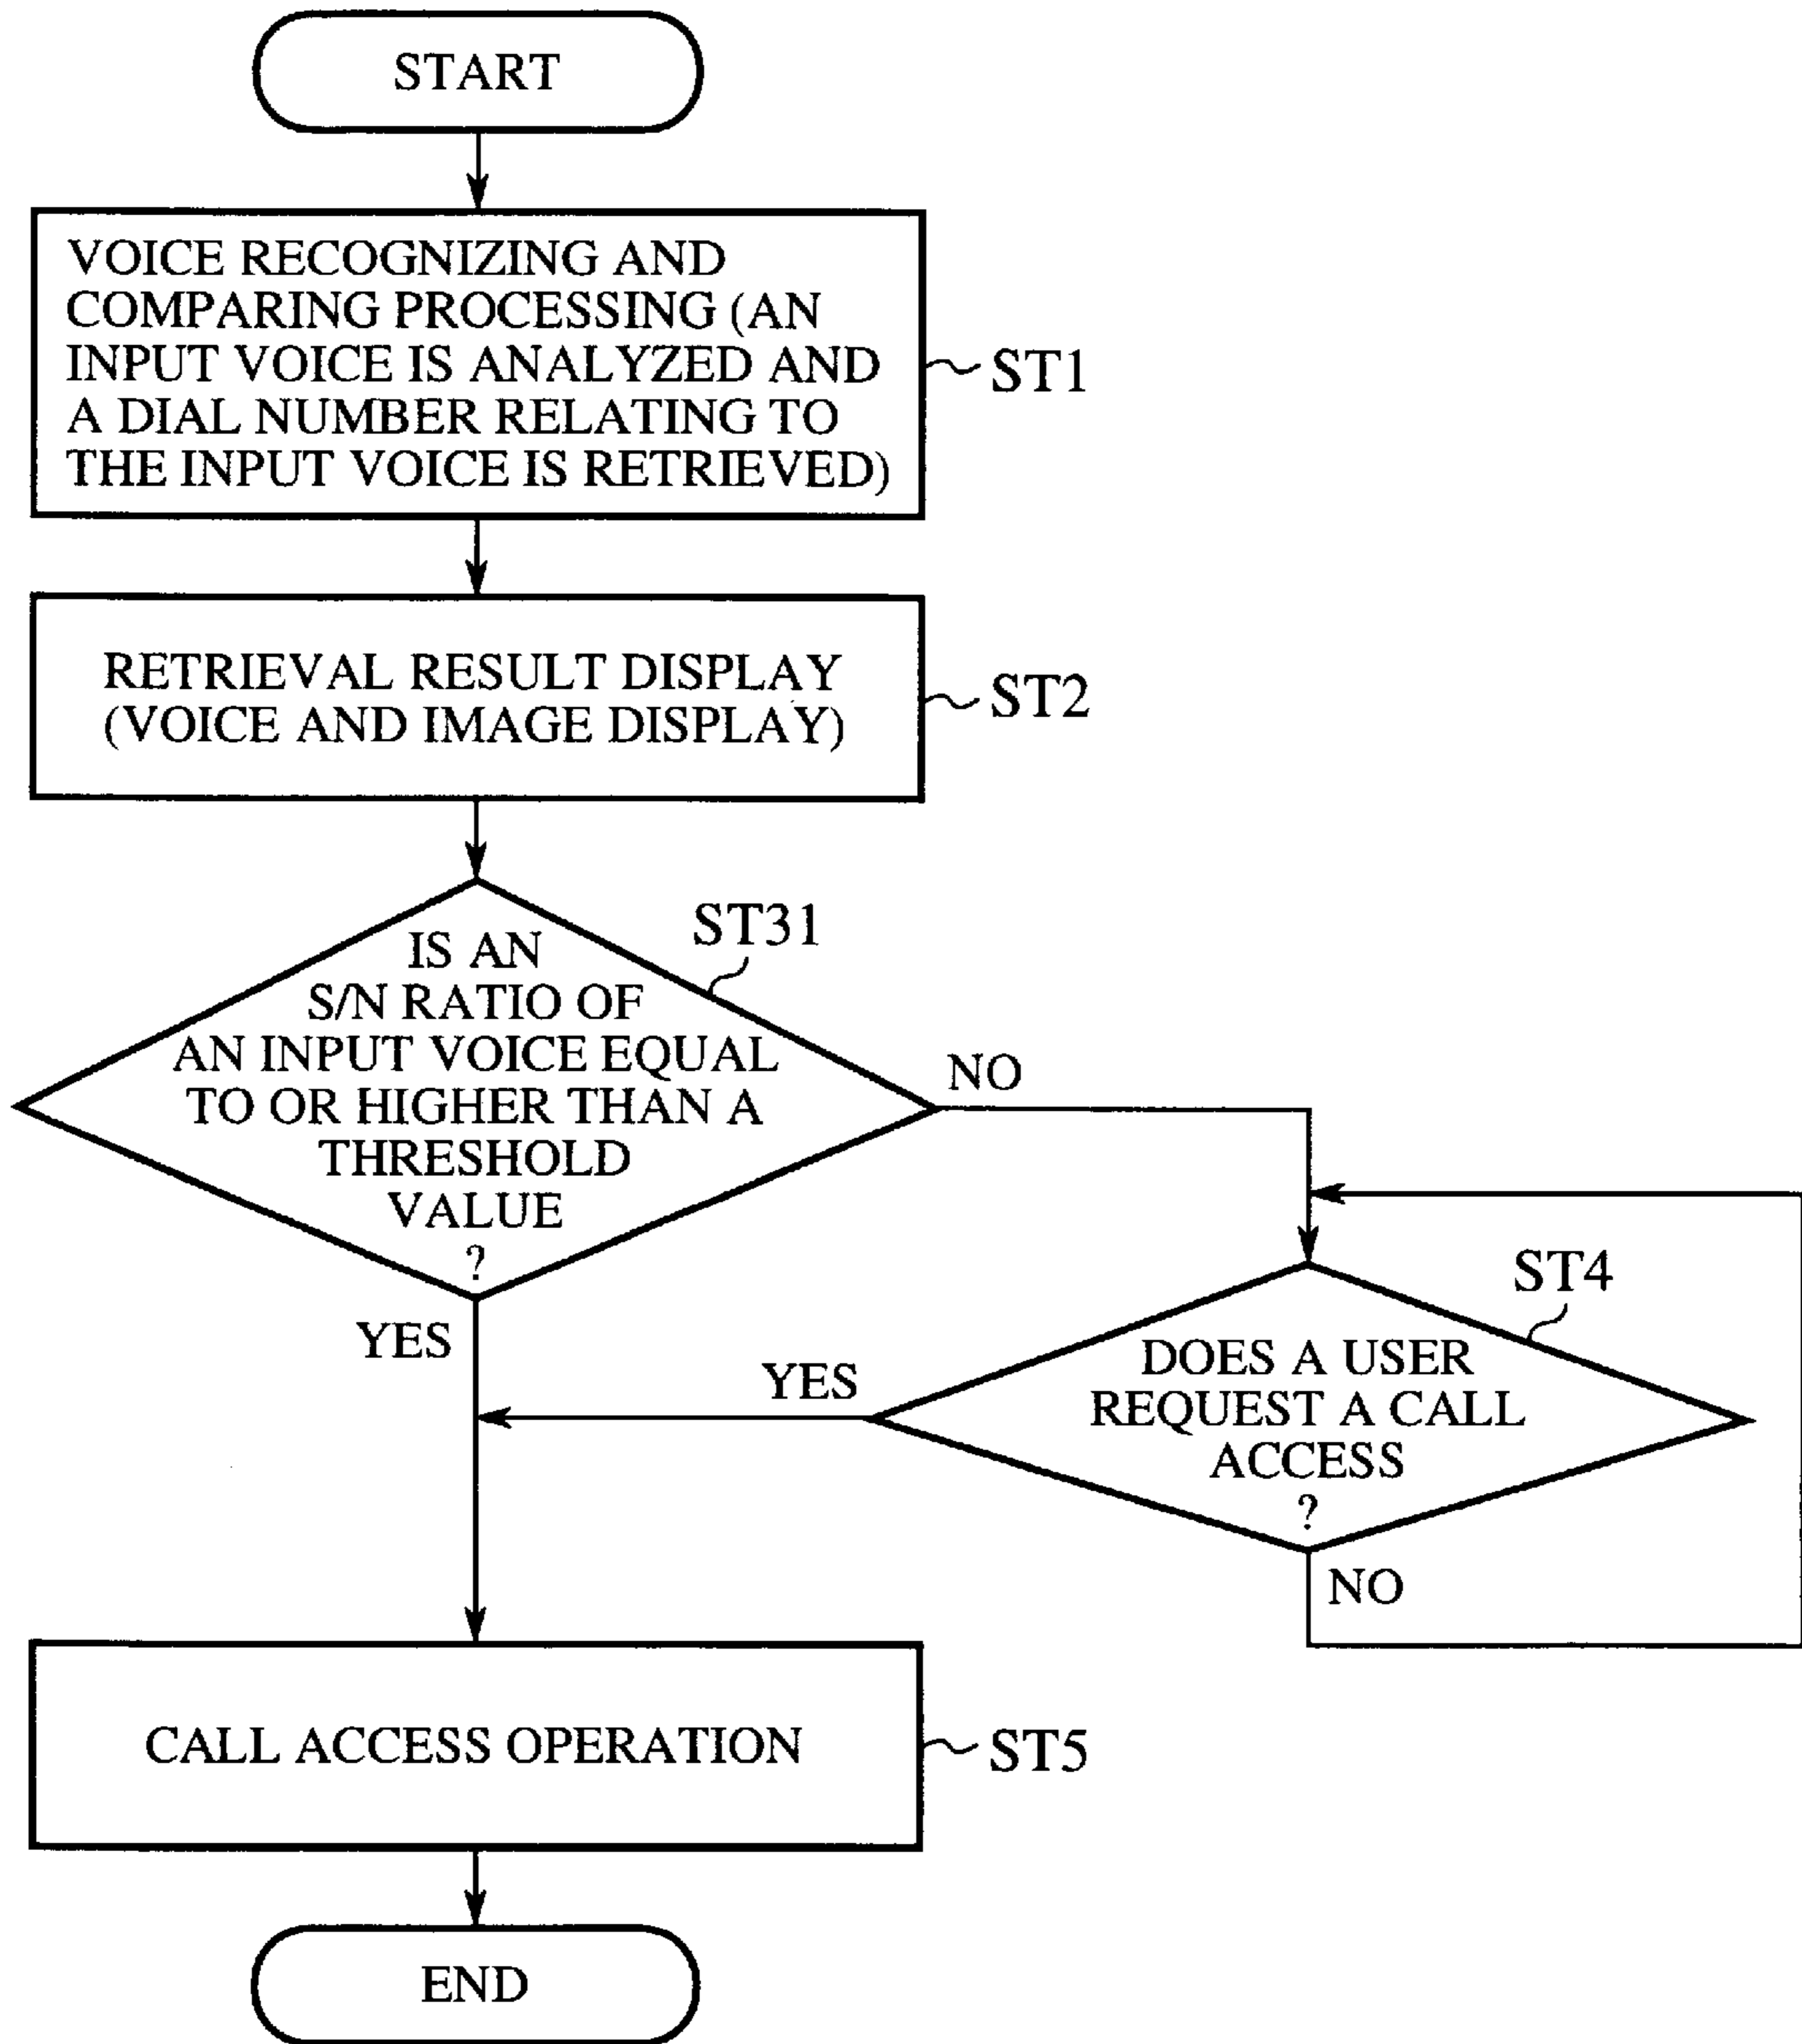 START
VOICE RECOGNIZING AND
COMPARING PROCESSING (AN
INPUT VOICE IS ANALYZED AND
A DIAL NUMBER RELATING TO
THE INPUT VOICE IS RETRIEVED)
ST1
RETRIEVAL RESULT DISPLAY
(VOICE AND IMAGE DISPLAY)
ST2
ST31
IS AN
S/N RATIO OF
AN INPUT VOICE EQUAL
TO OR HIGHER THAN A
THRESHOLD
VALUE
?
NO
YES
ST4
DOES A USER
REQUEST A CALL
ACCESS
?
YES
NO
CALL ACCESS OPERATION
ST5
END